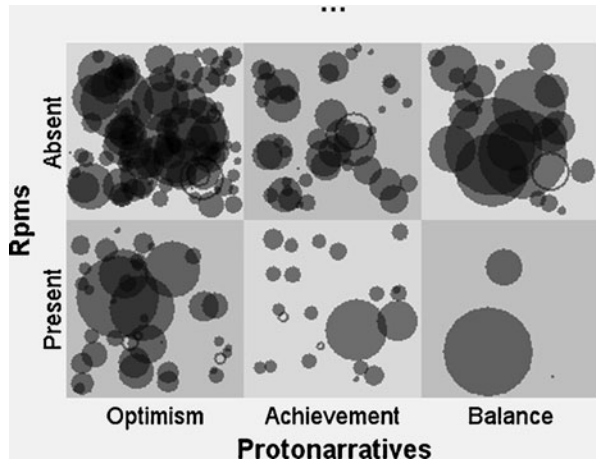 ...
Absent
Rpms
Present
Optimism Achievement Balance
Protonarratives